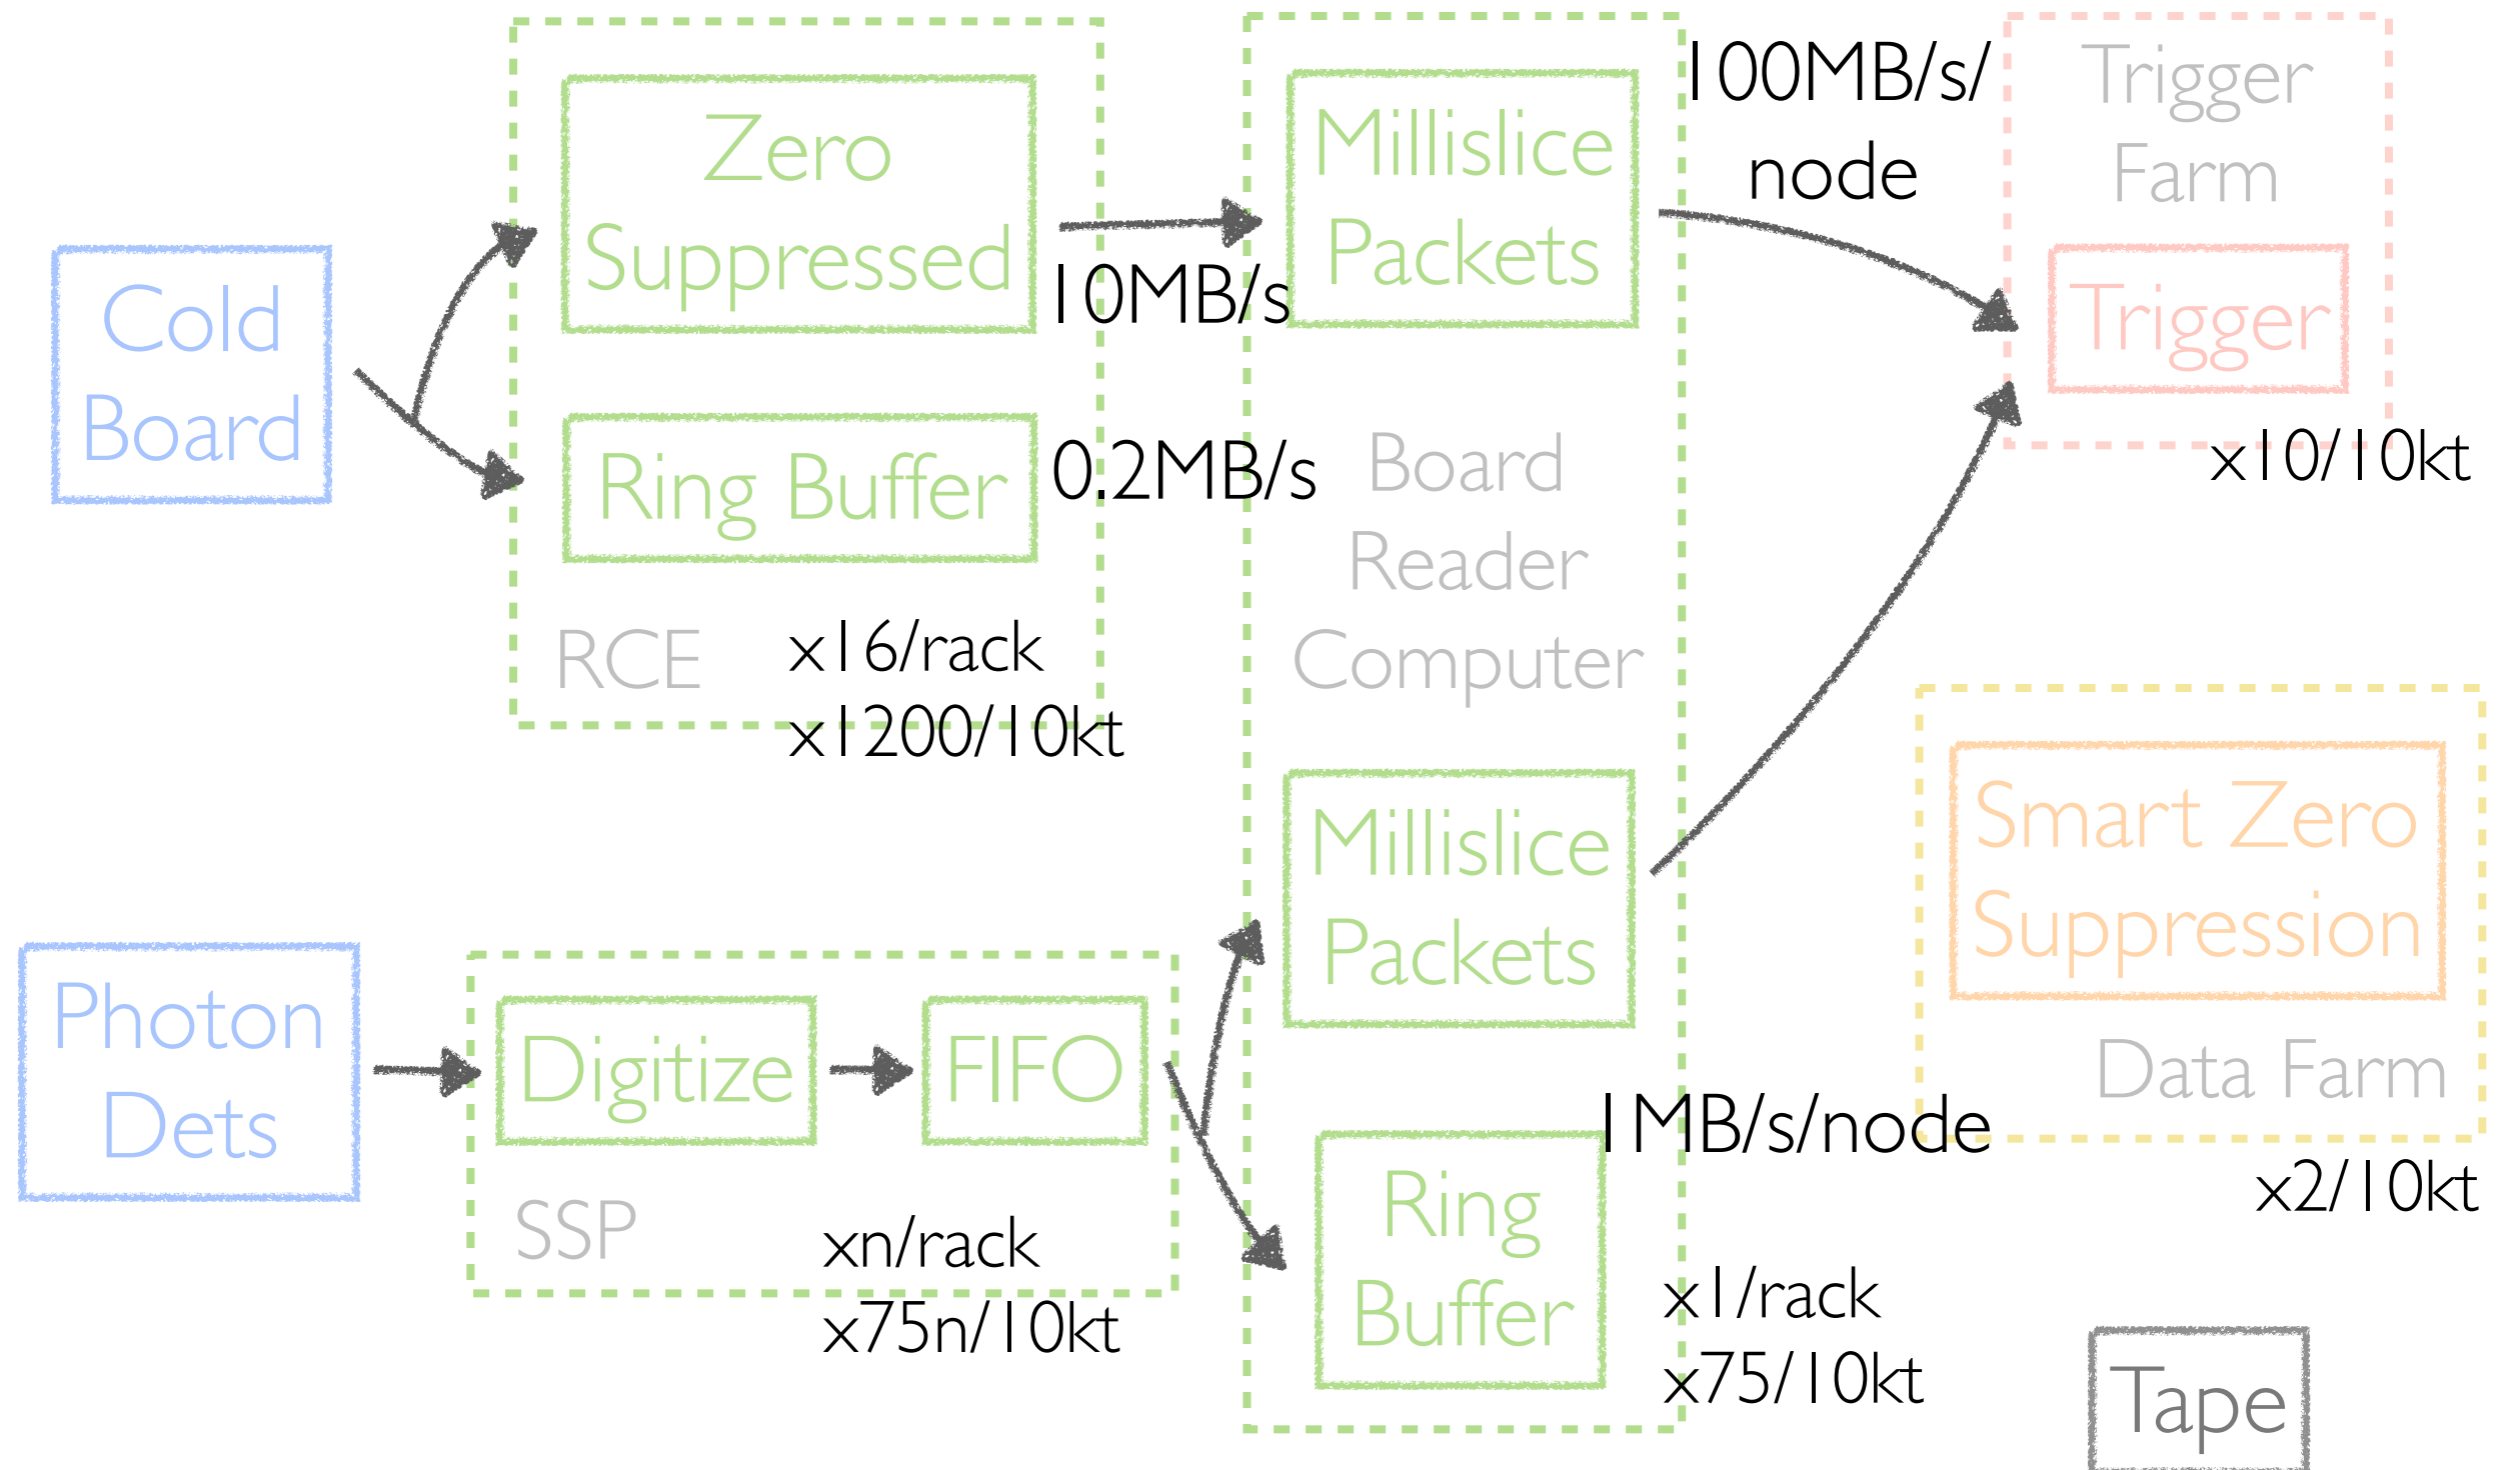 Cold
Board
Zero
Suppressed
10MB/s
Ring Buffer
0.2MB/s
RCE
x16/rack
x1200/10kt
Millislice
Packets
100MB/s/
node
Trigger
Farm
Trigger
x10/10kt
Board
Reader
Computer
Photon
Dets
Digitize
FIFO
SSP
xn/rack
x75n/10kt
Millislice
Packets
1MB/s/node
Ring
Buffer
x1/rack
x75/10kt
Smart Zero
Suppression
Data Farm
x2/10kt
Tape